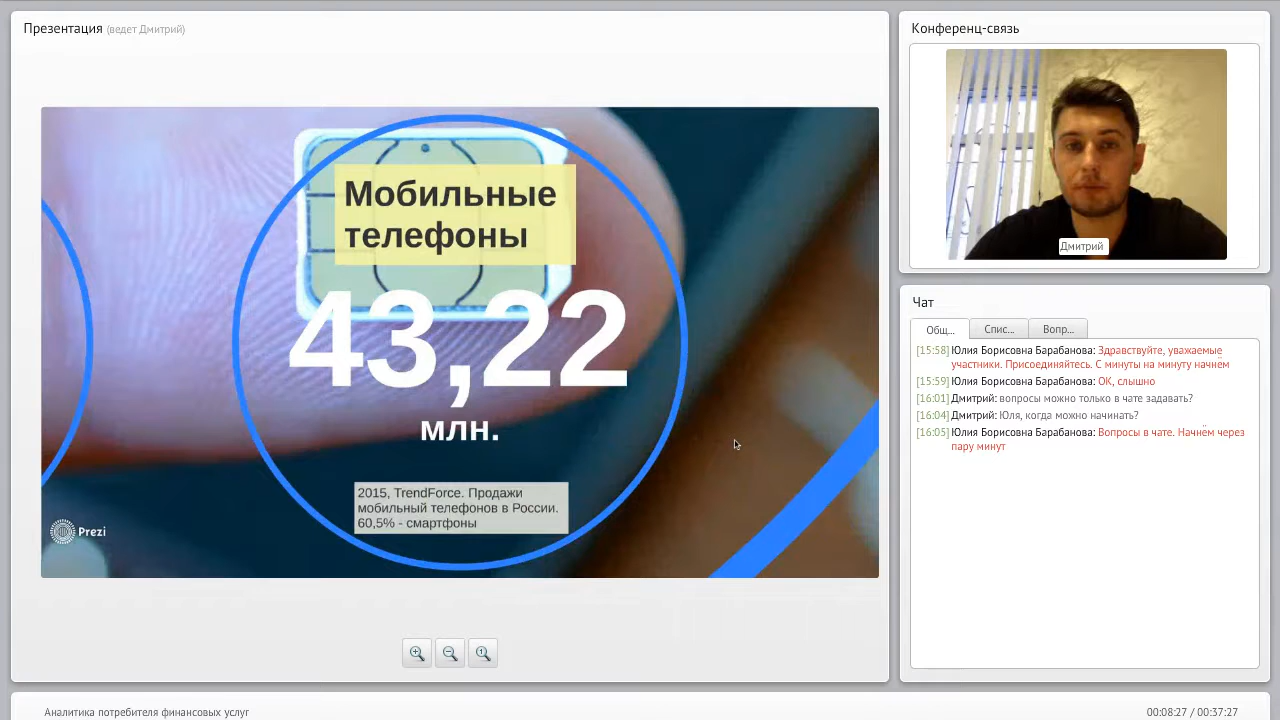 Презентация (ведет Дмитрий)
Мобильные
телефоны
43,22
млн.
2015, TrendForce. Продажи
мобильный телефонов в России.
60,5% - смартфоны
Prezi
Конференц-связь
Дмитрий
Чат
Общ... Спис... Вопр...
[15:58] Юлия Борисовна Барабанова: Здравствуйте, уважаемые
участники. Присоединяйтесь. С минуты на минуту начнём
[15:59] Юлия Борисовна Барабанова: ОК, слышно
[16:01] Дмитрий: вопросы можно только в чате задавать?
[16:04] Дмитрий: Юля, когда можно начинать?
[16:05] Юлия Борисовна Барабанова: Вопросы в чате. Начнём через
пару минут
Аналитика потребителя финансовых услуг
00:08:27 / 00:37:27